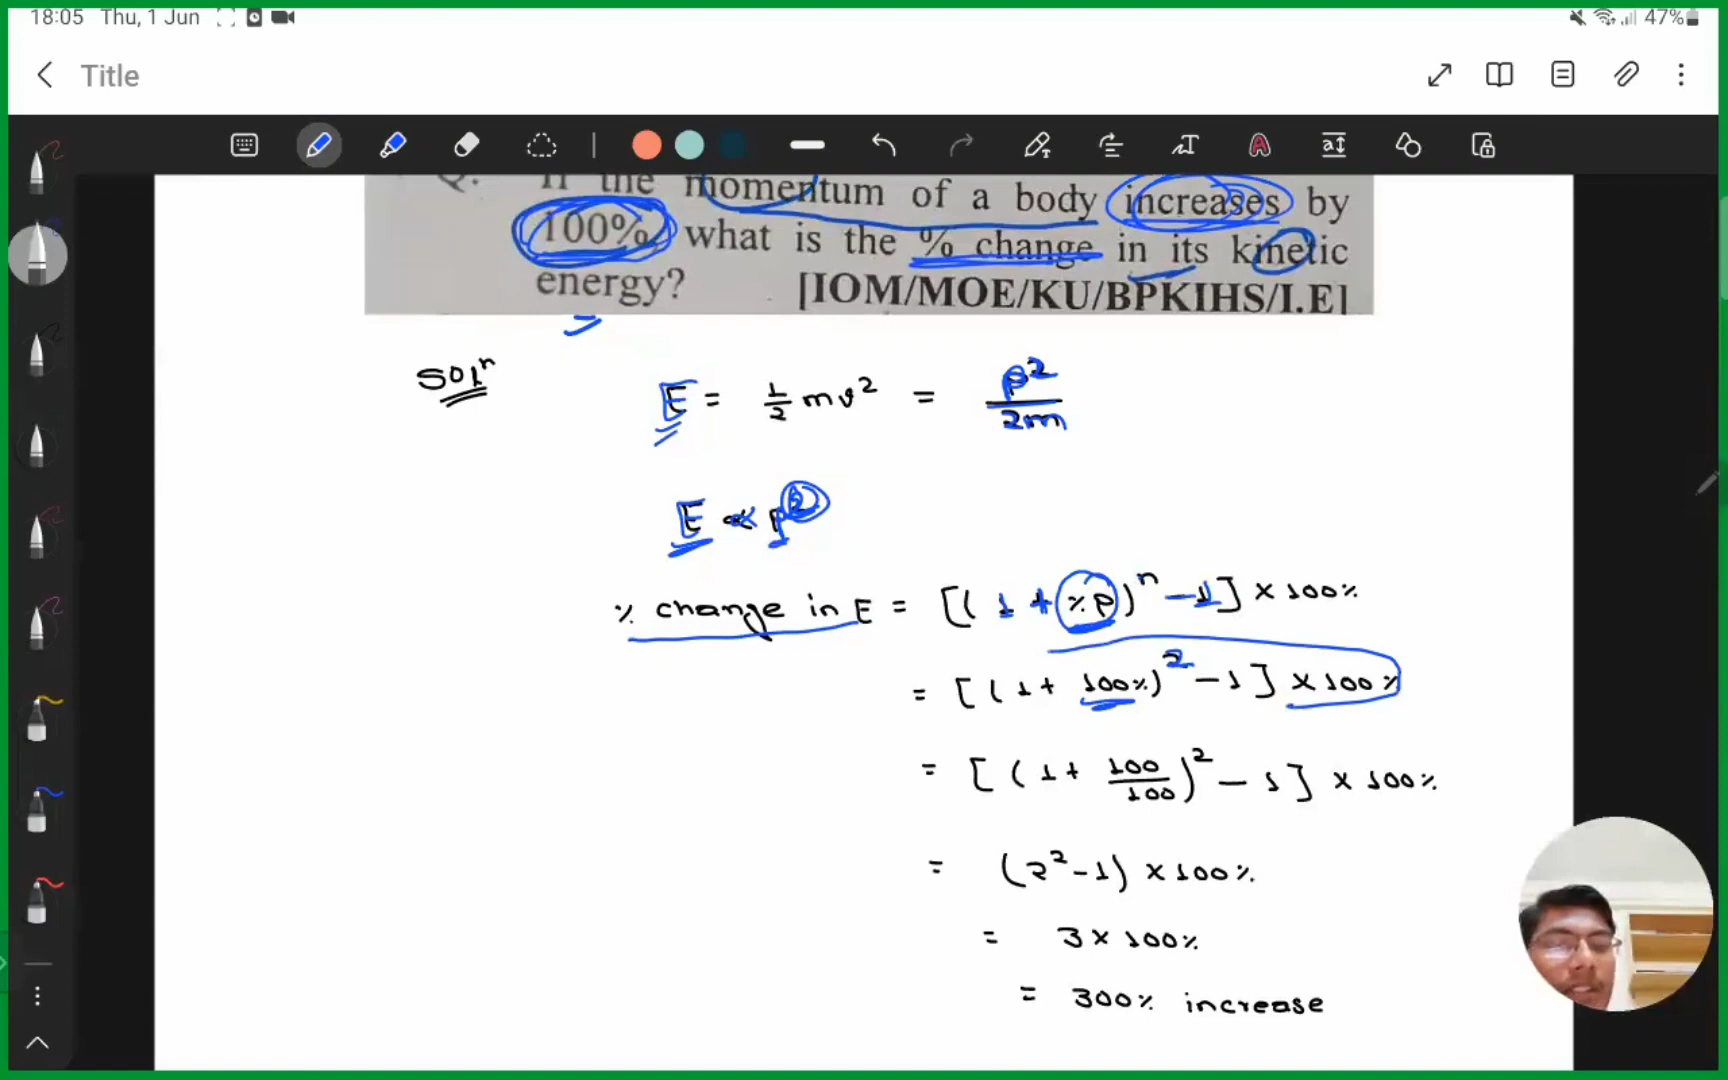 18:05 Thu, 1 Jun 47%
Title
Q. If the momentum of a body increases by
100%, what is the % change in its kinetic
energy? [IOM/MOE/KU/BPKIHS/I.E]
Solⁿ
E = 1/2 mv² = p²/2m
E ∝ p²
% change in E = [(1 + %p)ⁿ - 1] × 100%
= [(1 + 100%)² - 1] × 100%
= [(1 + 100/100)² - 1] × 100%
= (2² - 1) × 100%
= 3 × 100%
= 300% increase